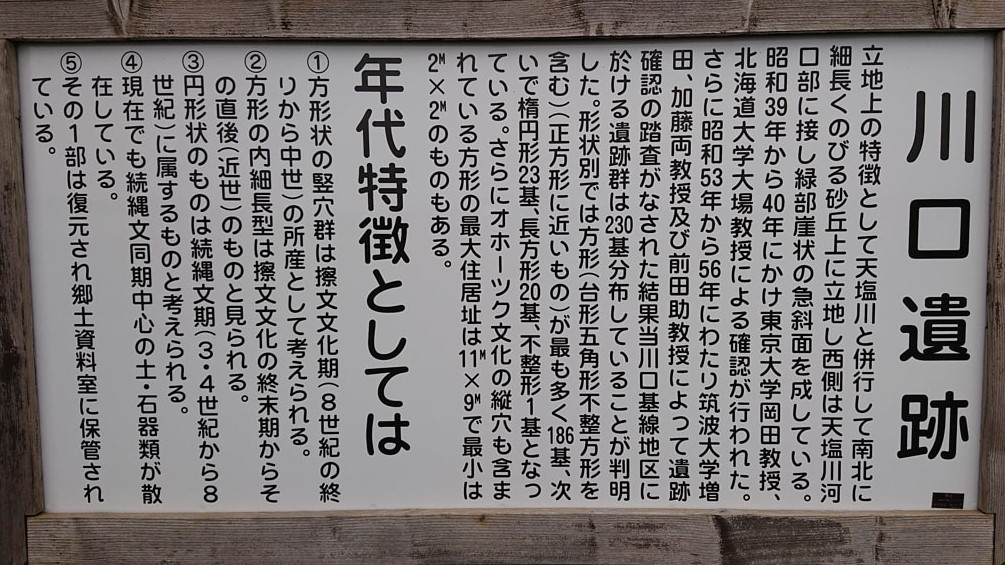 川口遺跡
立地上の特徴として天塩川と併行して南北に
細長くのびる砂丘上に立地し西側は天塩川河
口部に接し緑部崖状の急斜面を成している。
昭和39年から40年にかけ東京大学岡田教授、
北海道大学大場教授による確認が行われた。
さらに昭和53年から56年にわたり筑波大学増
田、加藤両教授及び前田助教授によって遺跡
確認の踏査がなされた結果当川口基線地区に
於ける遺跡群は230基分布していることが判明
した。形状別では方形(台形五角形不整方形を
含む)(正方形に近いもの)が最も多く186基、次
いで楕円形23基、長方形20基、不整形1基となっ
ている。さらにオホーツク文化の縦穴も含ま
れている方形の最大住居址は11M×9Mで最小は
2M×2Mのものもある。
年代特徴としては
①方形状の竪穴群は擦文文化期(8世紀の終
りから中世)の所産として考えられる。
②方形の内細長型は擦文文化の終末期からそ
の直後(近世)のものと見られる。
③円形状のものは続縄文期(3・4世紀から8
世紀)に属するものと考えられる。
④現在でも続縄文同期中心の土・石器類が散
在している。
⑤その1部は復元され郷土資料室に保管され
ている。